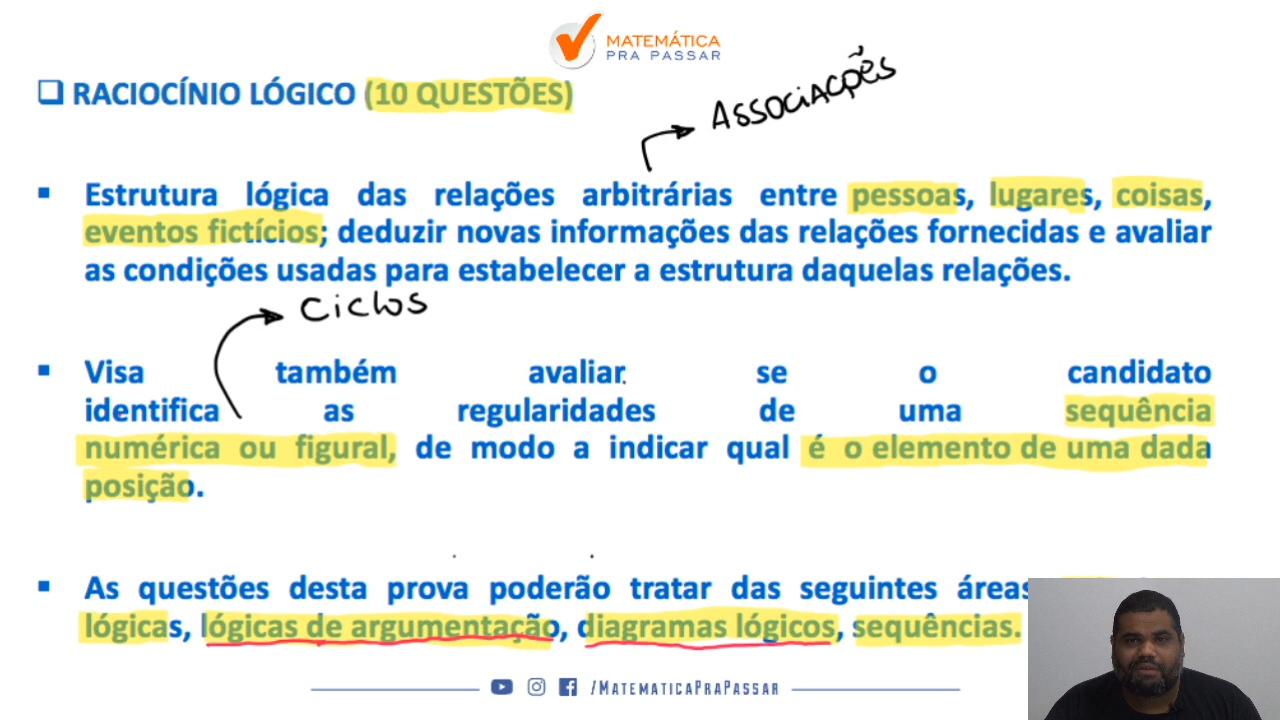 MATEMÁTICA
PRA PASSAR
RACIOCÍNIO LÓGICO (10 QUESTÕES)
ASSOCIAÇÕES
Estrutura lógica das relações arbitrárias entre pessoas, lugares, coisas,
eventos fictícios; deduzir novas informações das relações fornecidas e avaliar
as condições usadas para estabelecer a estrutura daquelas relações.
Ciclos
Visa também avaliar se o candidato
identifica as regularidades de uma sequência
numérica ou figural, de modo a indicar qual é o elemento de uma dada
posição.
As questões desta prova poderão tratar das seguintes áreas
lógicas, lógicas de argumentação, diagramas lógicos, sequências.
/MATEMATICAPRAPASSAR